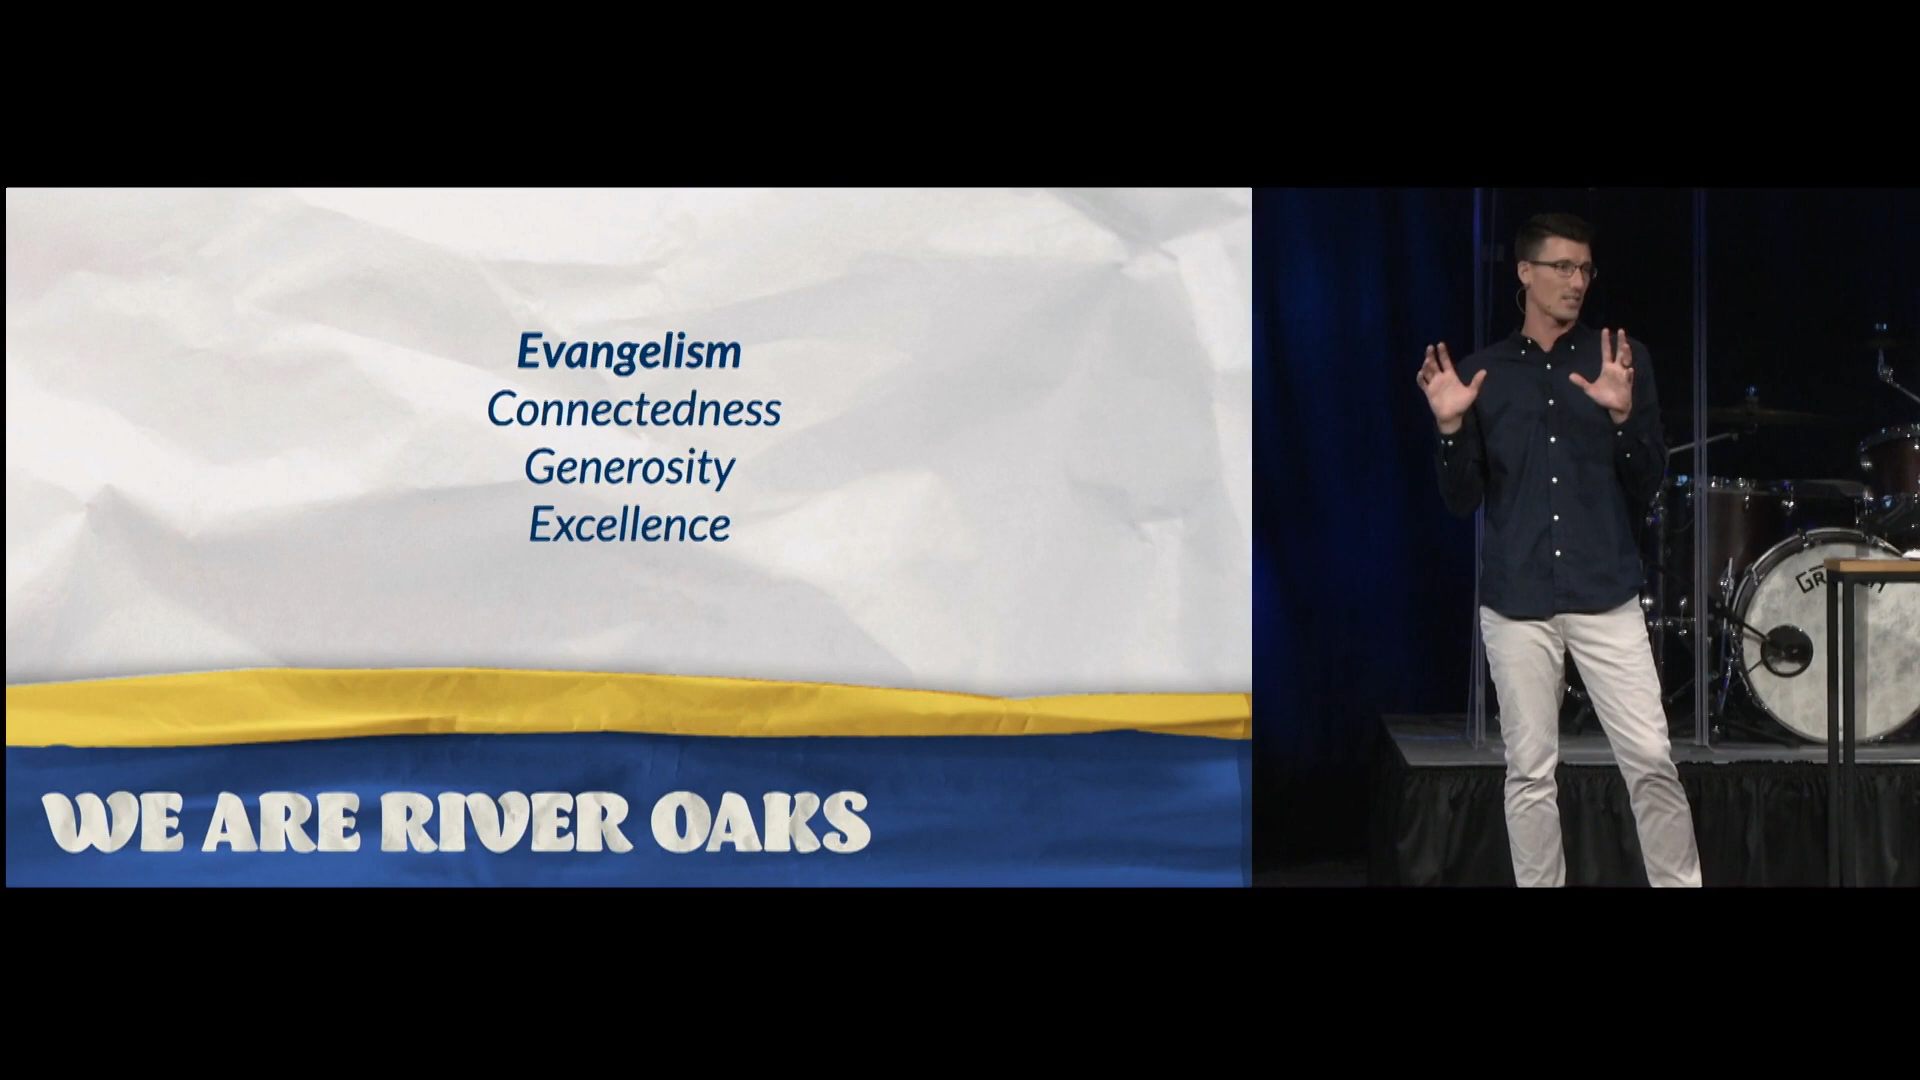 Evangelism
Connectedness
Generosity
Excellence
WE ARE RIVER OAKS